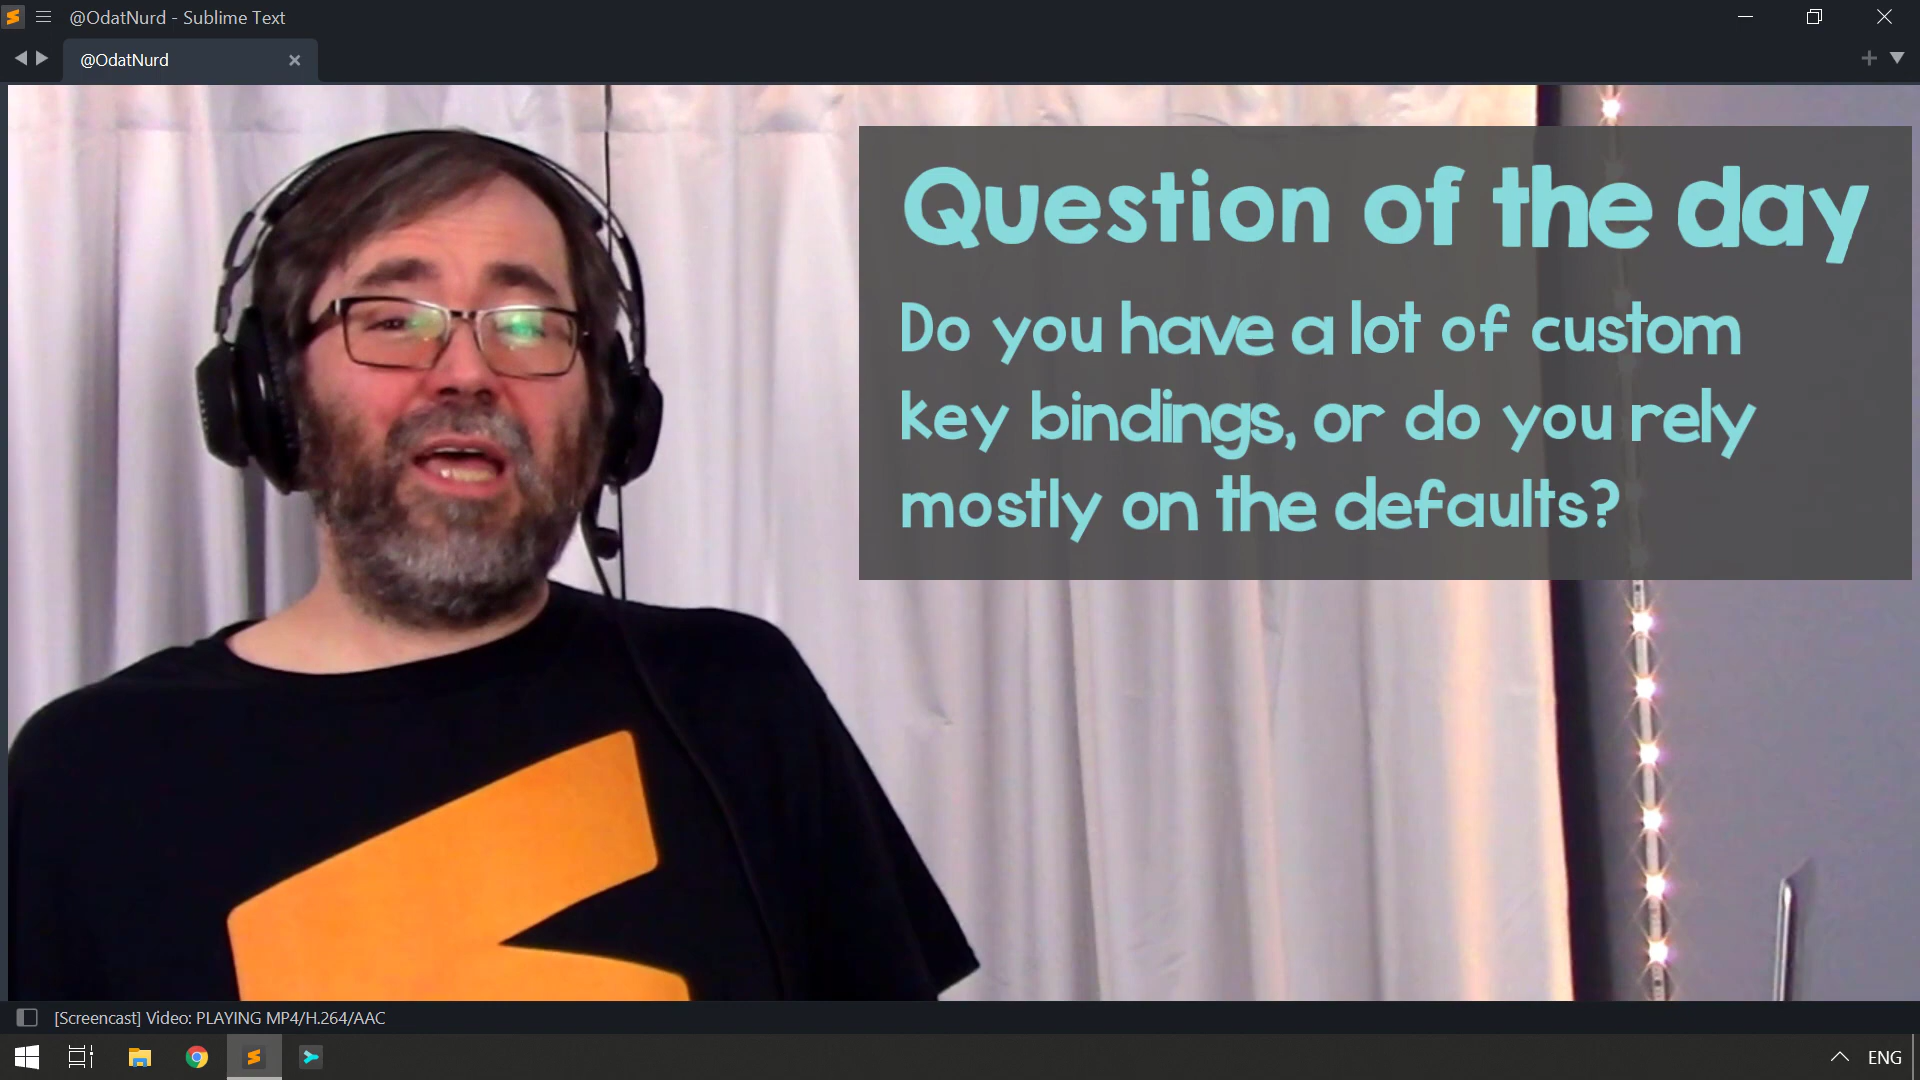 @OdatNurd - Sublime Text
@OdatNurd
Question of the day
Do you have a lot of custom
key bindings, or do you rely
mostly on the defaults?
[Screencast] Video: PLAYING MP4/H.264/AAC
ENG